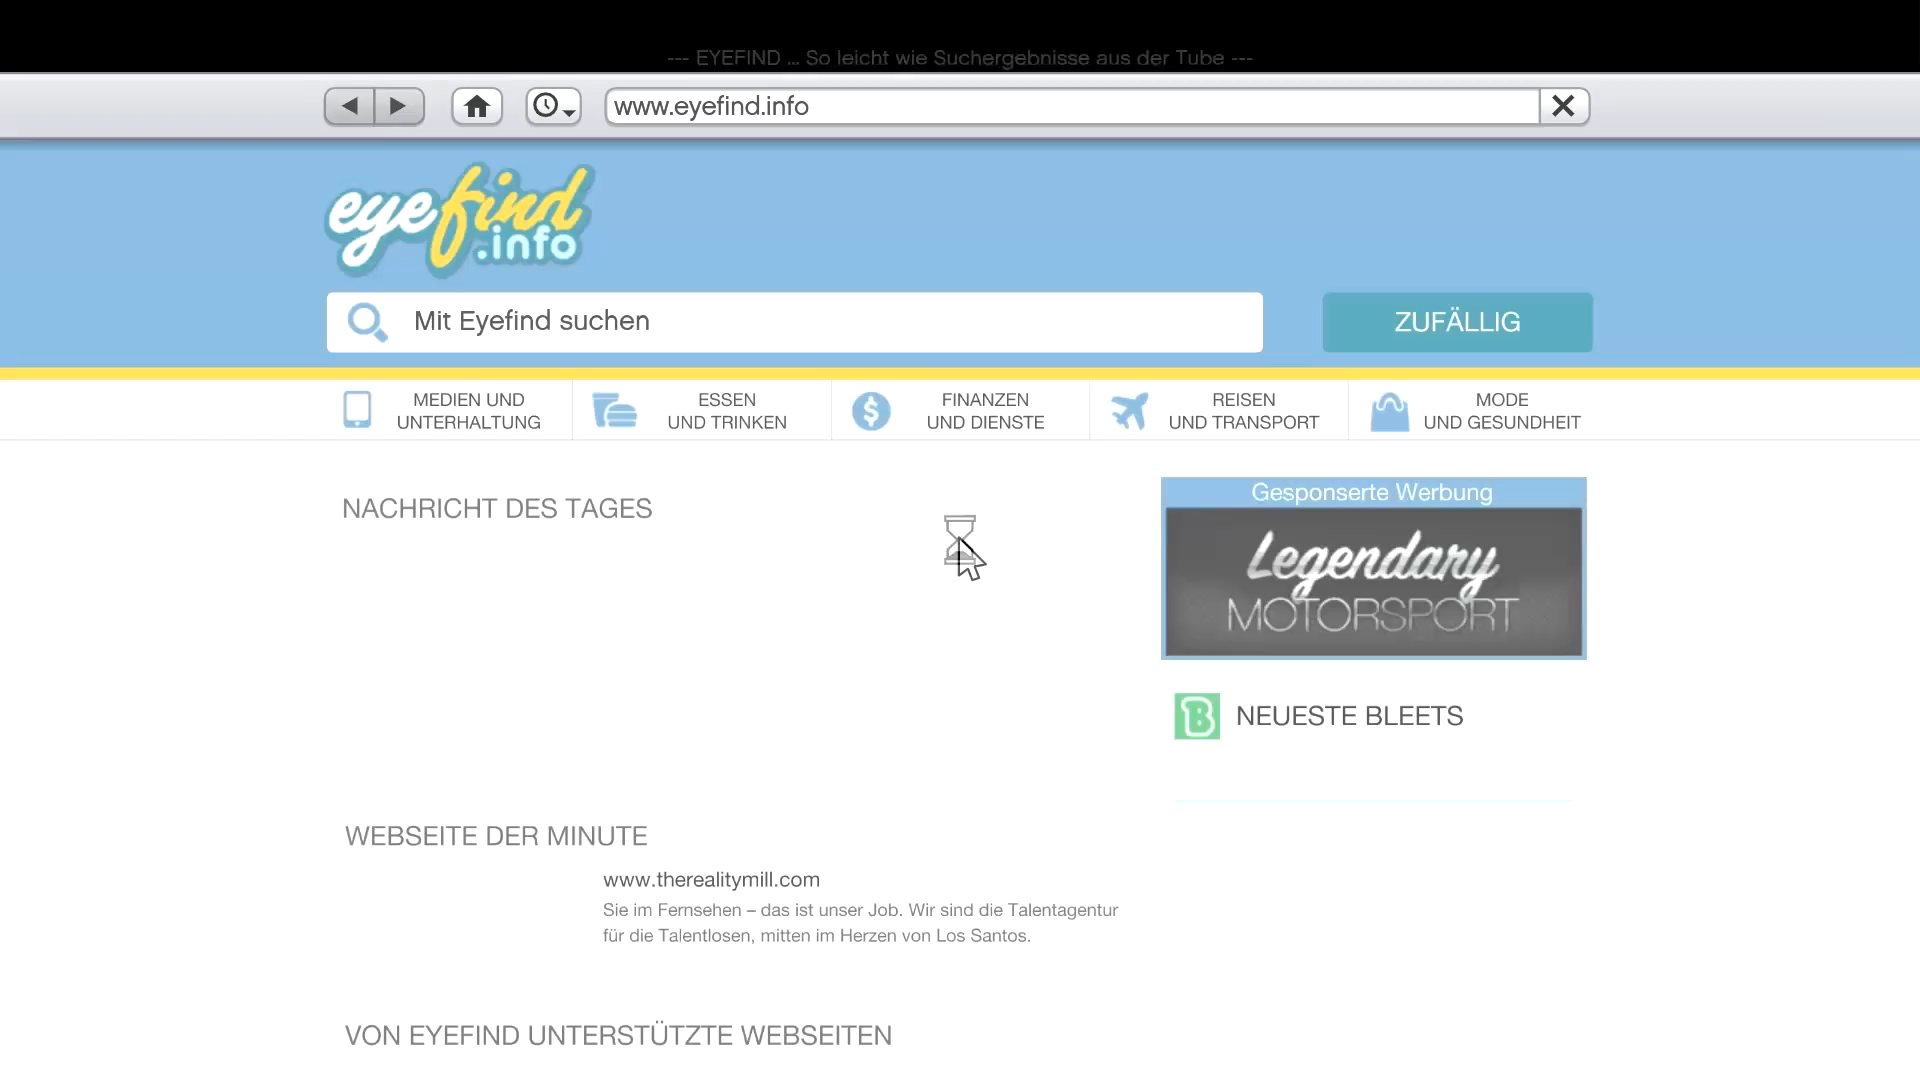 --- EYEFIND ... So leicht wie Suchergebnisse aus der Tube ---
www.eyefind.info
eyefind
.info
Mit Eyefind suchen
ZUFÄLLIG
MEDIEN UND
UNTERHALTUNG
ESSEN
UND TRINKEN
FINANZEN
UND DIENSTE
REISEN
UND TRANSPORT
MODE
UND GESUNDHEIT
NACHRICHT DES TAGES
Gesponserte Werbung
Legendary
MOTORSPORT
NEUESTE BLEETS
WEBSEITE DER MINUTE
www.therealitymill.com
Sie im Fernsehen – das ist unser Job. Wir sind die Talentagentur
für die Talentlosen, mitten im Herzen von Los Santos.
VON EYEFIND UNTERSTÜTZTE WEBSEITEN